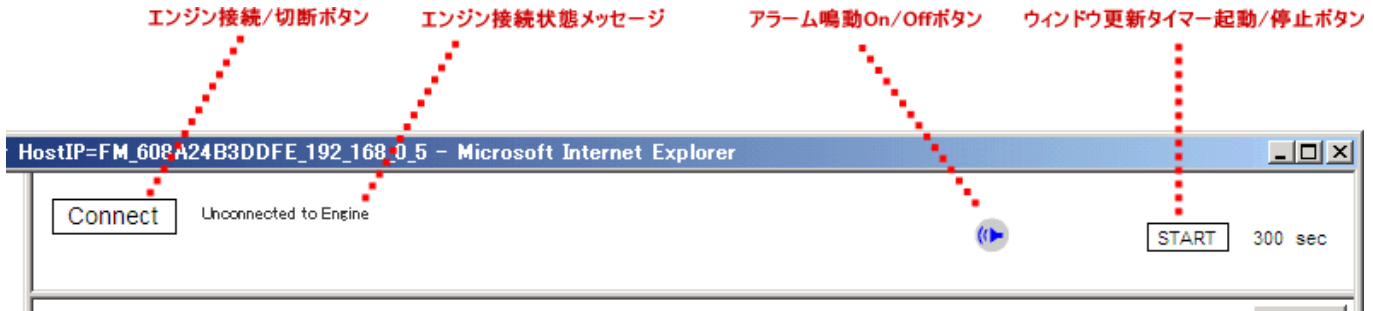 エンジン接続/切断ボタン エンジン接続状態メッセージ アラーム鳴動On/Offボタン ウィンドウ更新タイマー起動/停止ボタン
HostIP=FM_608A24B3DDFE_192_168_0_5 - Microsoft Internet Explorer
Connect Unconnected to Engine
START 300 sec